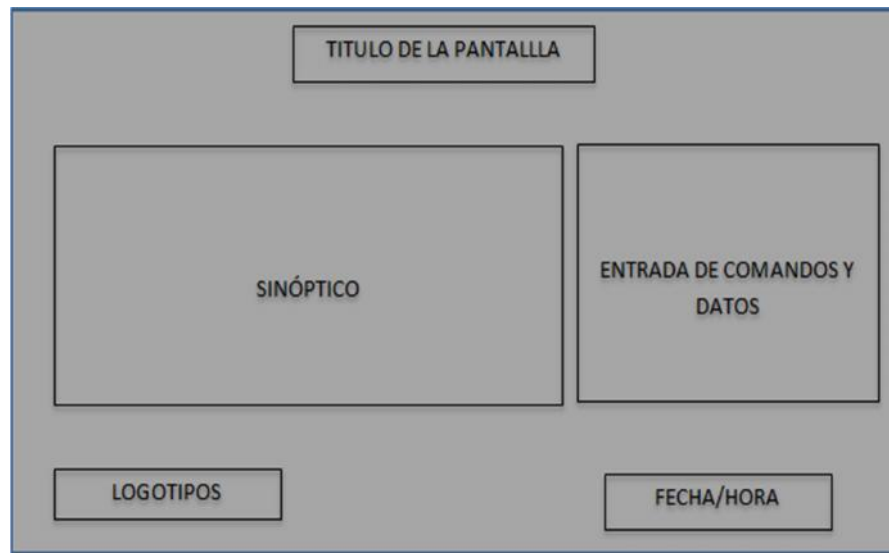 TITULO DE LA PANTALLLA
SINÓPTICO
ENTRADA DE COMANDOS Y
DATOS
LOGOTIPOS
FECHA/HORA